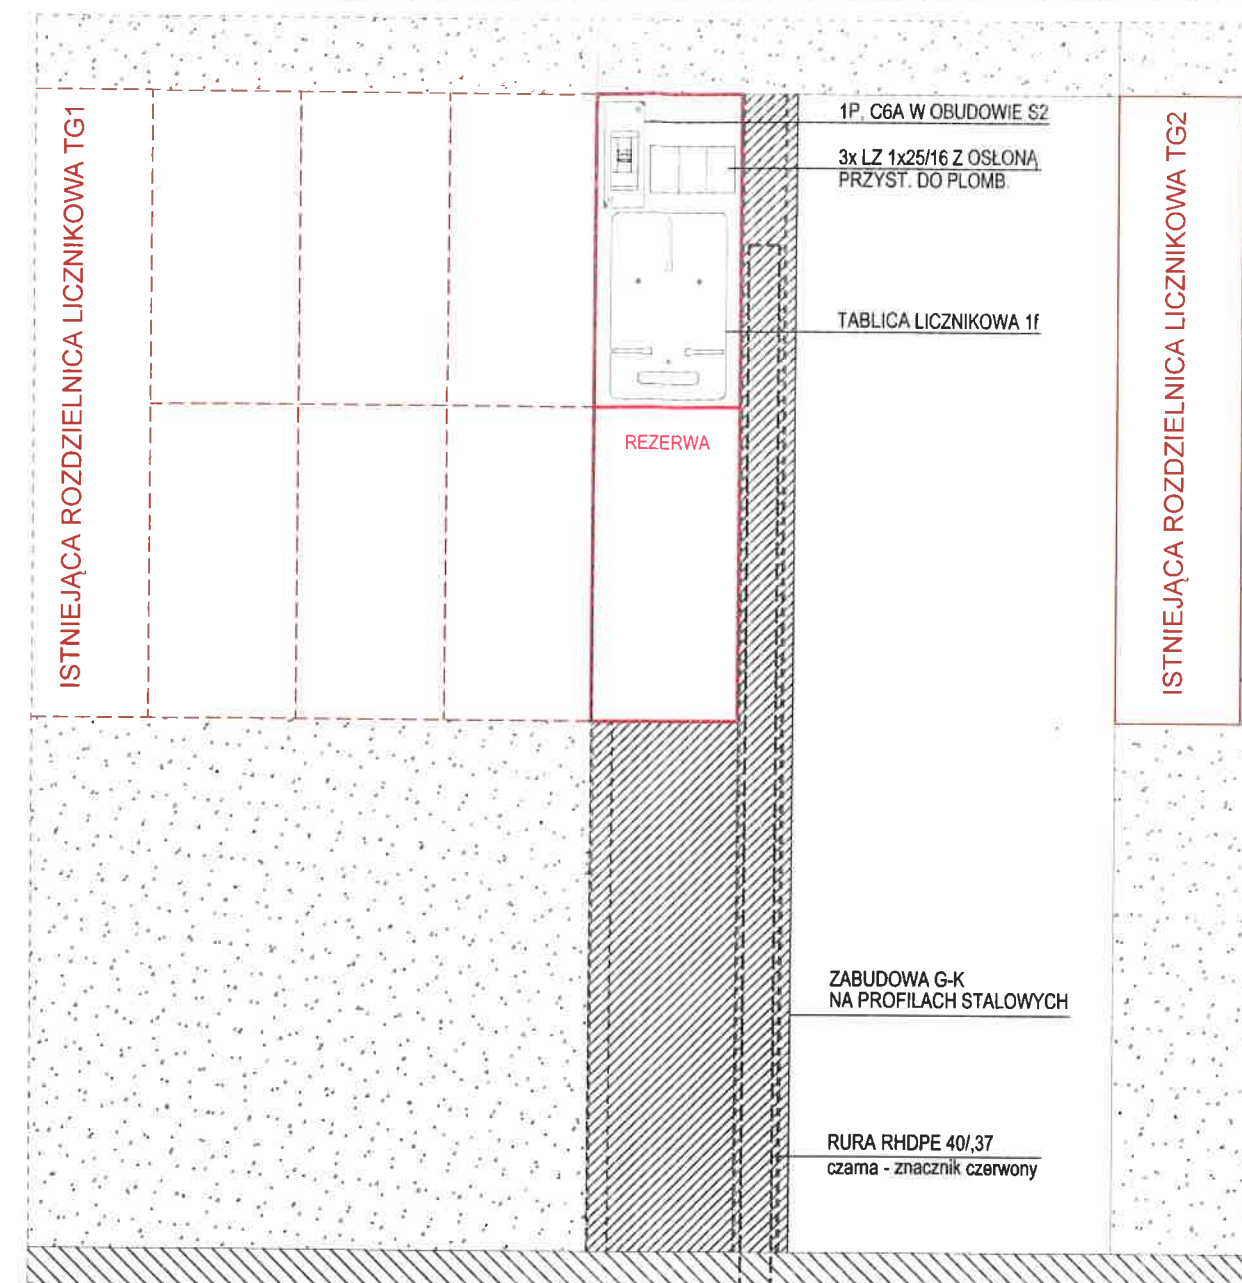 ISTNIEJĄCA ROZDZIELNICA LICZNIKOWA TG1
1P, C6A W OBUDOWIE S2
3x LZ 1x25/16 Z OSŁONĄ
PRZYST. DO PLOMB.
TABLICA LICZNIKOWA 1f
REZERWA
ISTNIEJĄCA ROZDZIELNICA LICZNIKOWA TG2
ZABUDOWA G-K
NA PROFILACH STALOWYCH
RURA RHDPE 40/,37
czarna - znacznik czerwony